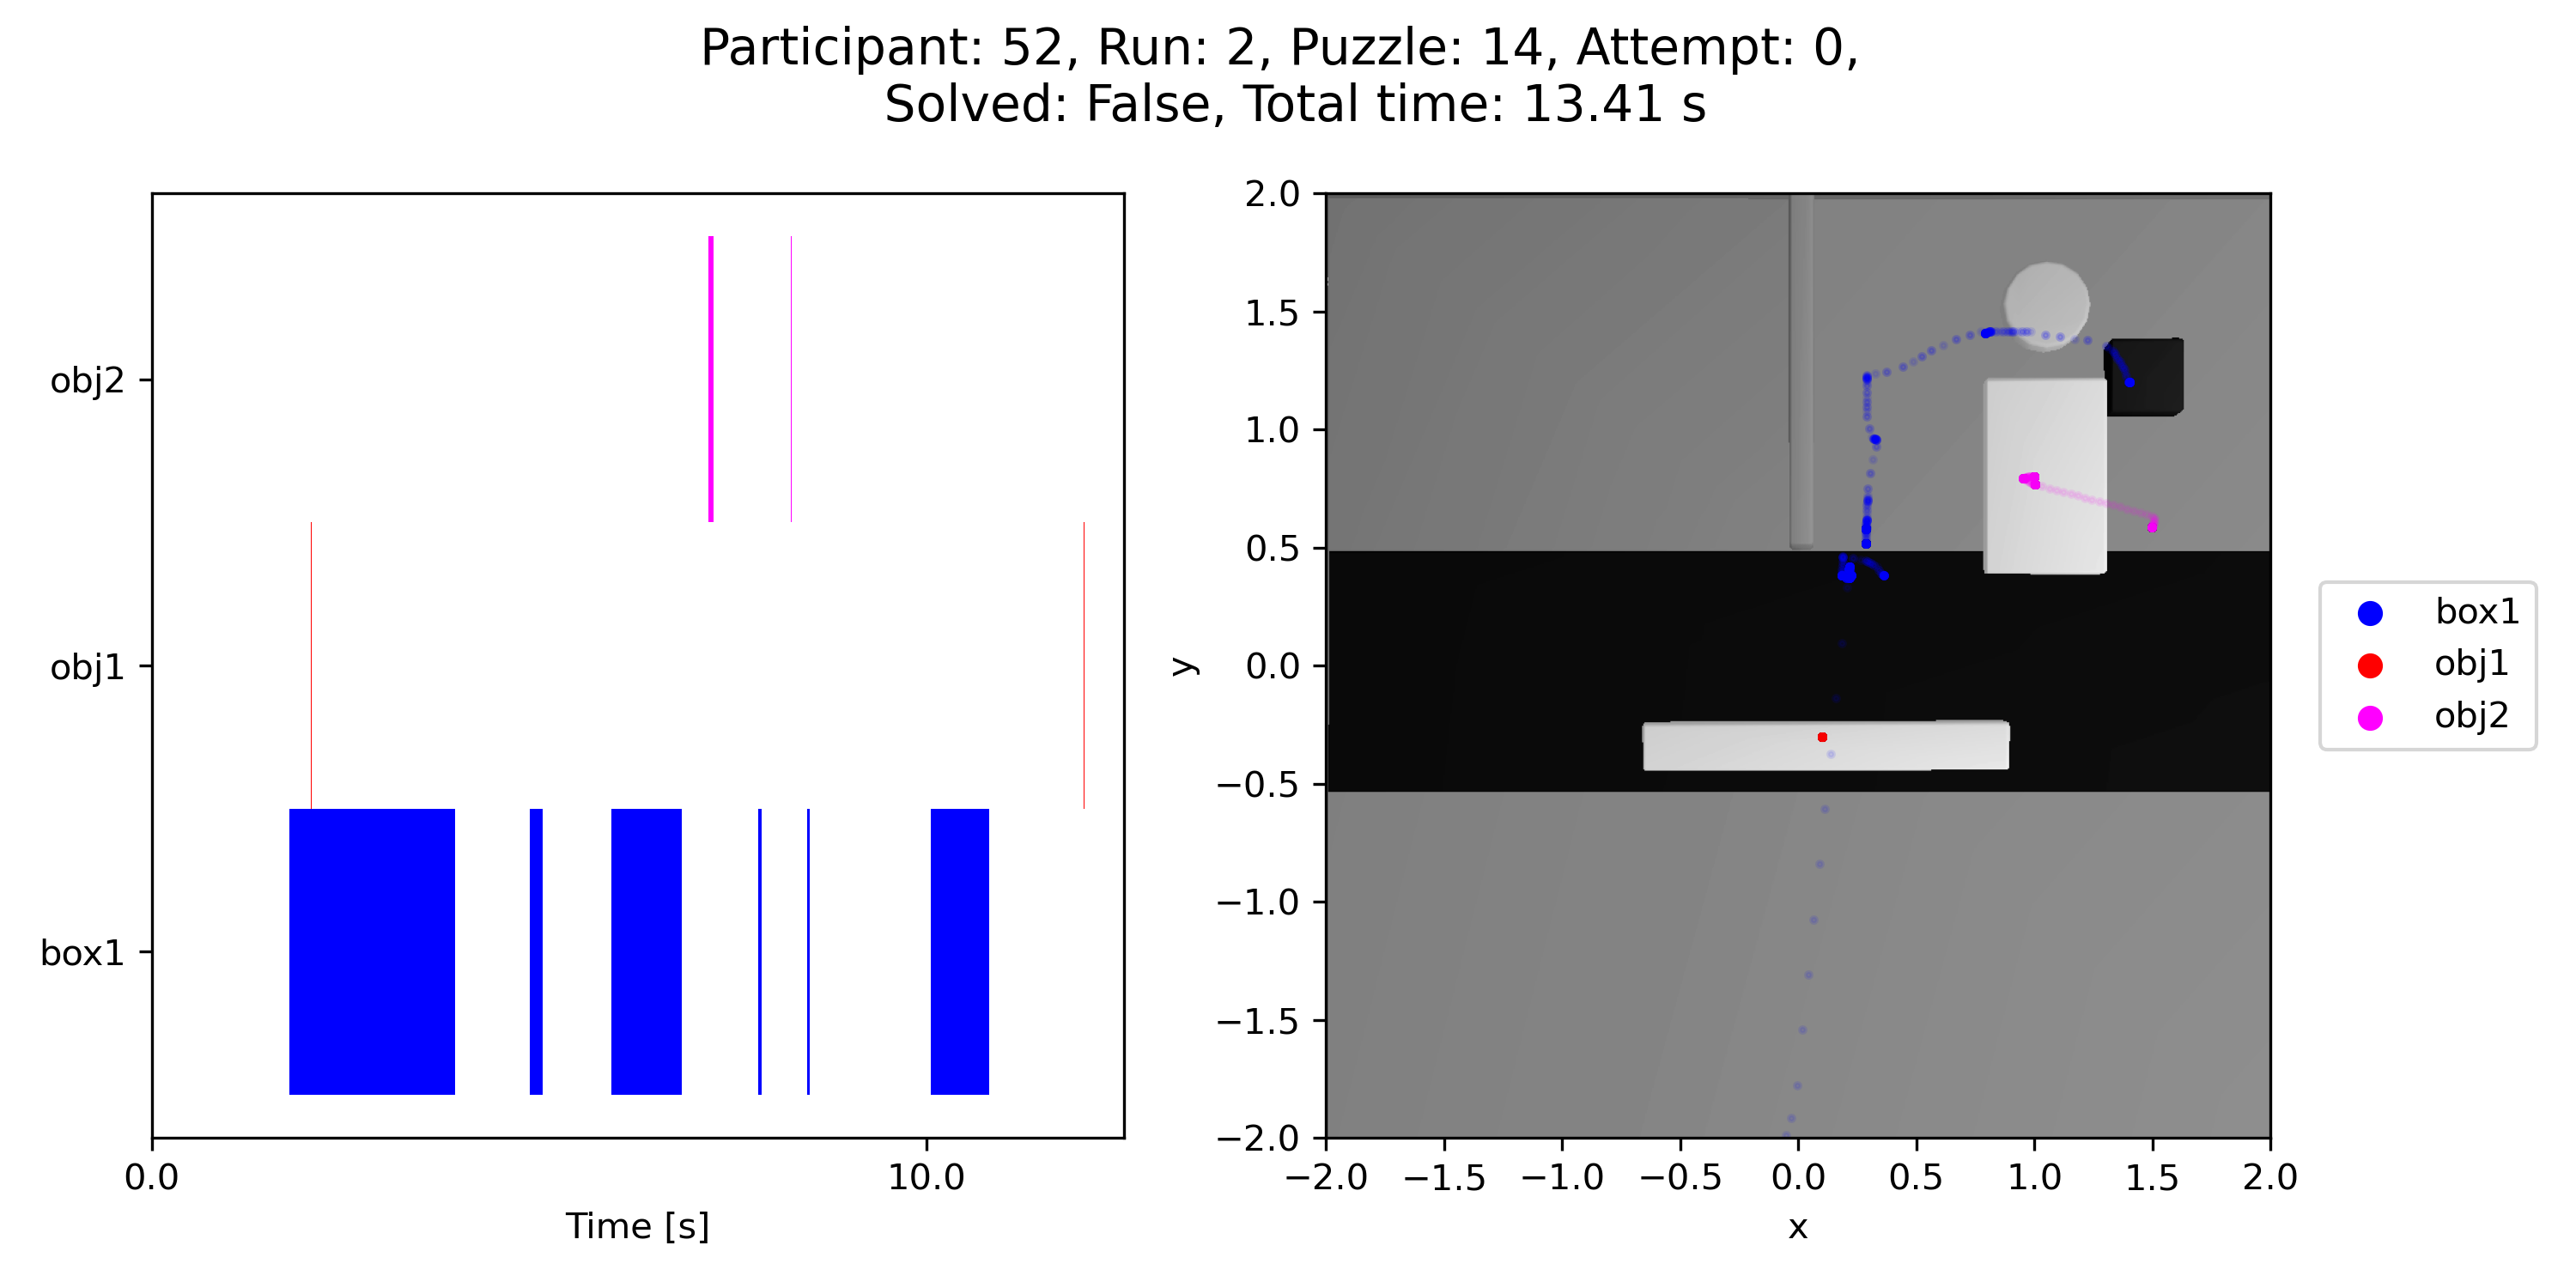 Participant: 52, Run: 2, Puzzle: 14, Attempt: 0,
Solved: False, Total time: 13.41 s
obj2
obj1
box1
0.0
10.0
Time [s]
2.0
1.5
1.0
0.5
0.0
−0.5
−1.0
−1.5
−2.0
y
−2.0
−1.5
−1.0
−0.5
0.0
0.5
1.0
1.5
2.0
x
box1
obj1
obj2